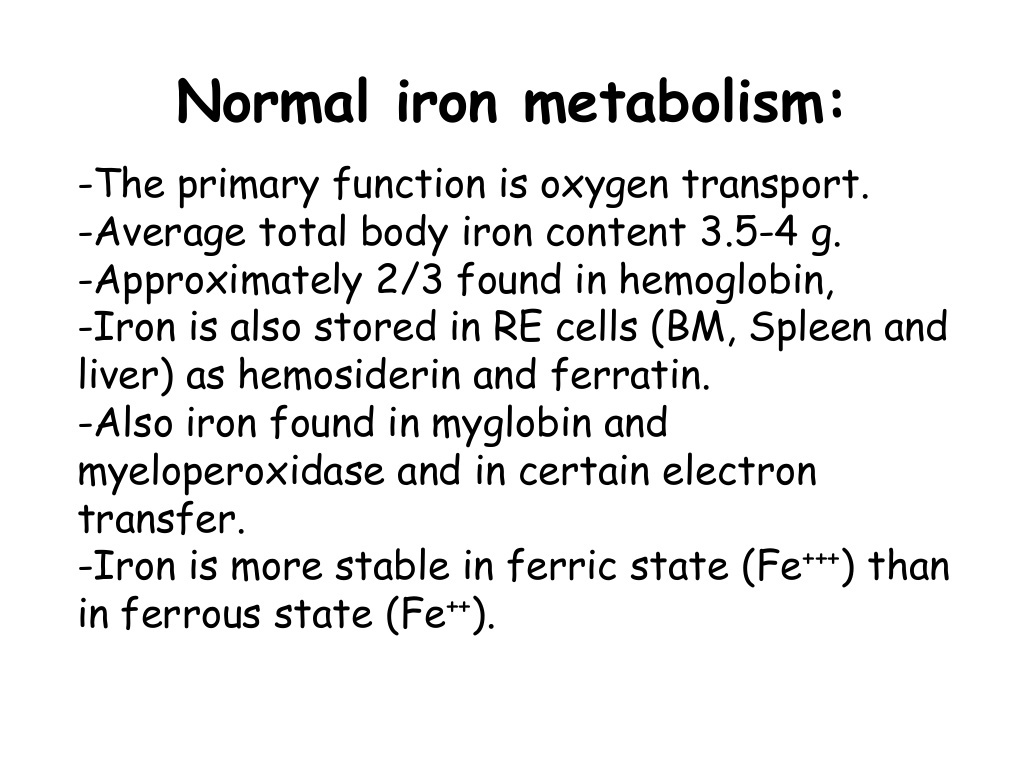 Normal iron metabolism:
-The primary function is oxygen transport.
-Average total body iron content 3.5-4 g.
-Approximately 2/3 found in hemoglobin,
-Iron is also stored in RE cells (BM, Spleen and
liver) as hemosiderin and ferratin.
-Also iron found in myglobin and
myeloperoxidase and in certain electron
transfer.
-Iron is more stable in ferric state (Fe⁺⁺⁺) than
in ferrous state (Fe⁺⁺).